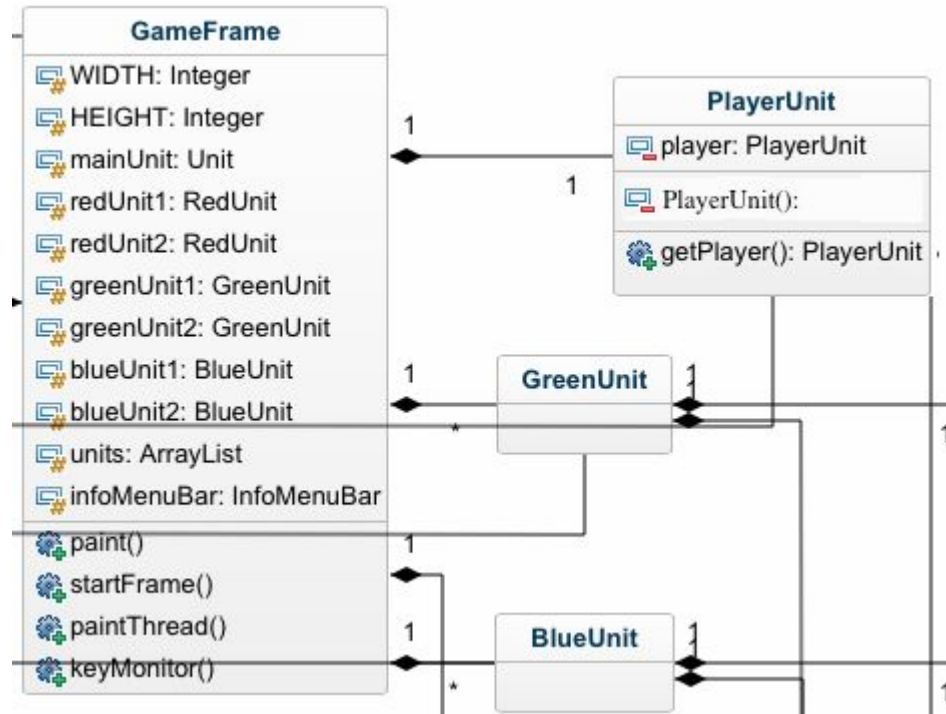 GameFrame
WIDTH: Integer
HEIGHT: Integer
mainUnit: Unit
redUnit1: RedUnit
redUnit2: RedUnit
greenUnit1: GreenUnit
greenUnit2: GreenUnit
blueUnit1: BlueUnit
blueUnit2: BlueUnit
units: ArrayList
infoMenuBar: InfoMenuBar
paint()
startFrame()
paintThread()
keyMonitor()
1
1
PlayerUnit
player: PlayerUnit
PlayerUnit():
getPlayer(): PlayerUnit
1
*
GreenUnit
1
1
1
1
*
1
BlueUnit
1
1
1